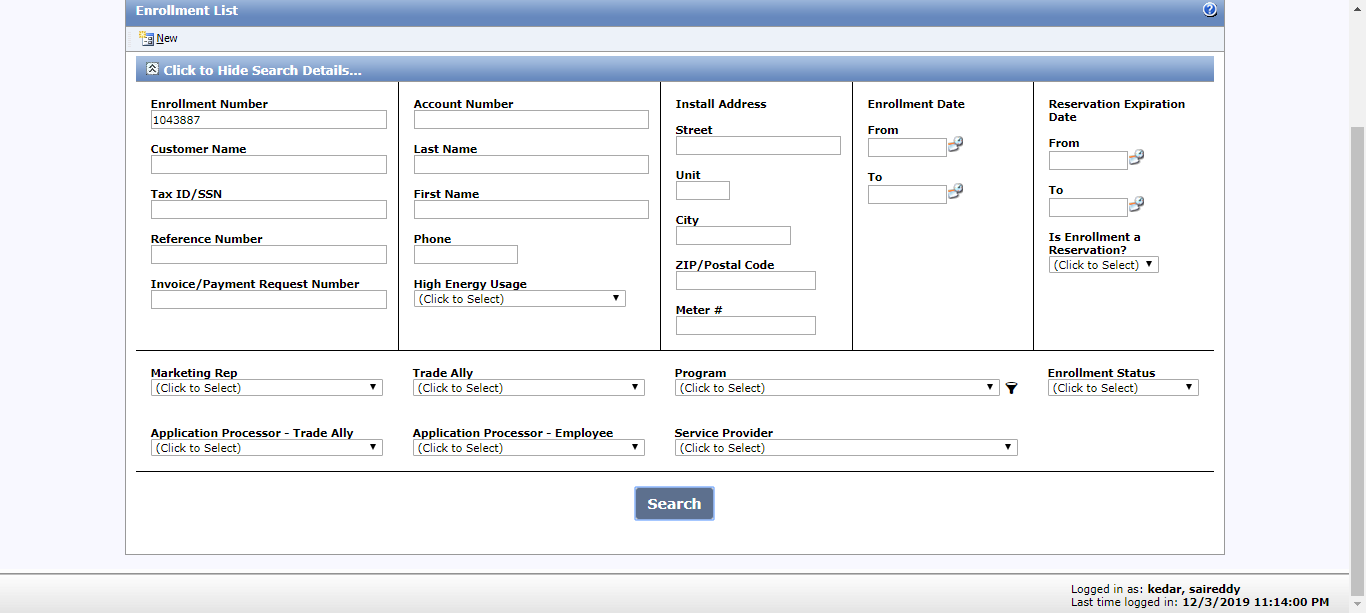 Enrollment List
New
Click to Hide Search Details...
Enrollment Number
1043887
Customer Name
Tax ID/SSN
Reference Number
Invoice/Payment Request Number
Account Number
Last Name
First Name
Phone
High Energy Usage
(Click to Select)
Install Address
Street
Unit
City
ZIP/Postal Code
Meter #
Enrollment Date
From
To
Reservation Expiration
Date
From
To
Is Enrollment a
Reservation?
(Click to Select)
Marketing Rep
(Click to Select)
Trade Ally
(Click to Select)
Program
(Click to Select)
Enrollment Status
(Click to Select)
Application Processor - Trade Ally
(Click to Select)
Application Processor - Employee
(Click to Select)
Service Provider
(Click to Select)
Search
Logged in as: kedar, saireddy
Last time logged in: 12/3/2019 11:14:00 PM